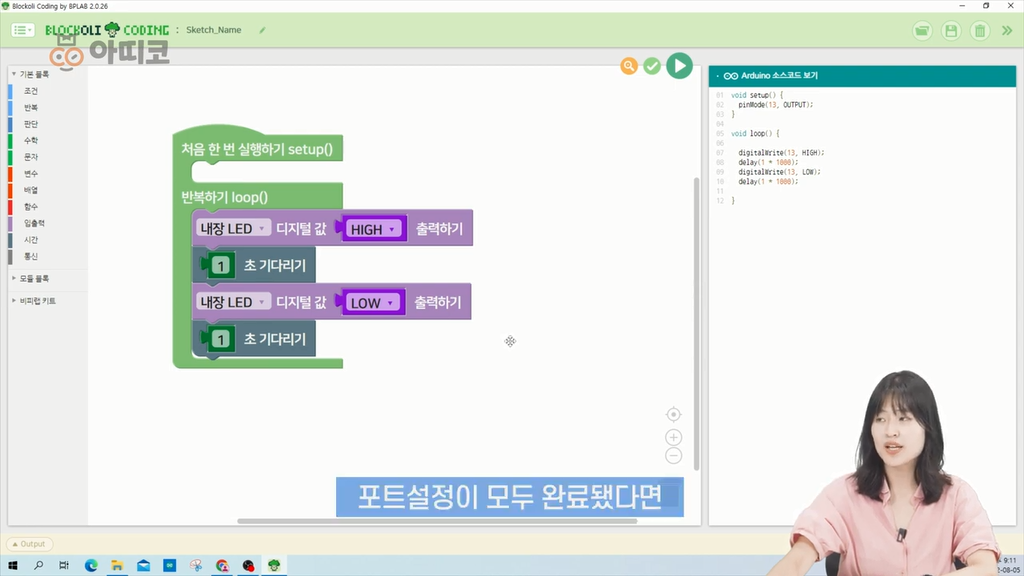 Blockoli Coding by BPLAB 2.0.26
BLOCKOLI CODING : Sketch_Name
아띠코
기본 블록
조건
반복
판단
수학
문자
변수
배열
함수
입출력
시간
통신
모듈 블록
비피랩 키트
처음 한 번 실행하기 setup()
반복하기 loop()
내장 LED 디지털 값 HIGH 출력하기
1 초 기다리기
내장 LED 디지털 값 LOW 출력하기
1 초 기다리기
Arduino 소스코드 보기
01 void setup() {
02 pinMode(13, OUTPUT);
03 }
04
05 void loop() {
06
07 digitalWrite(13, HIGH);
08 delay(1 * 1000);
09 digitalWrite(13, LOW);
10 delay(1 * 1000);
11
12 }
포트설정이 모두 완료됐다면
Output
9:11
-08-05